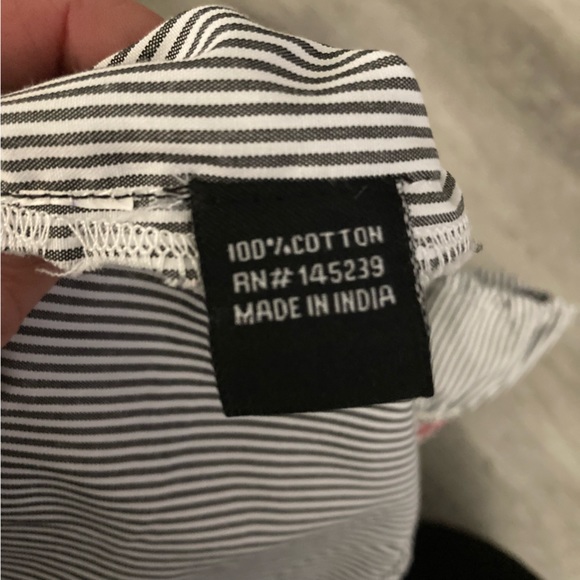 100% COTTON
RN# 145239
MADE IN INDIA